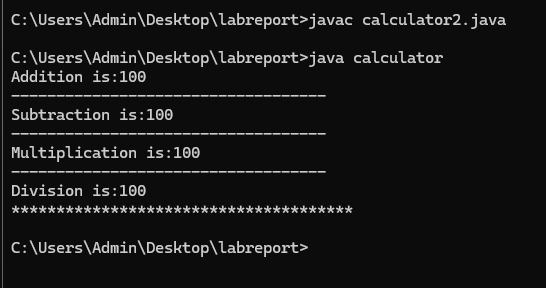 C:\Users\Admin\Desktop\labreport>javac calculator2.java
C:\Users\Admin\Desktop\labreport>java calculator
Addition is:100
-----------------------------------
Subtraction is:100
-----------------------------------
Multiplication is:100
-----------------------------------
Division is:100
**************************************
C:\Users\Admin\Desktop\labreport>